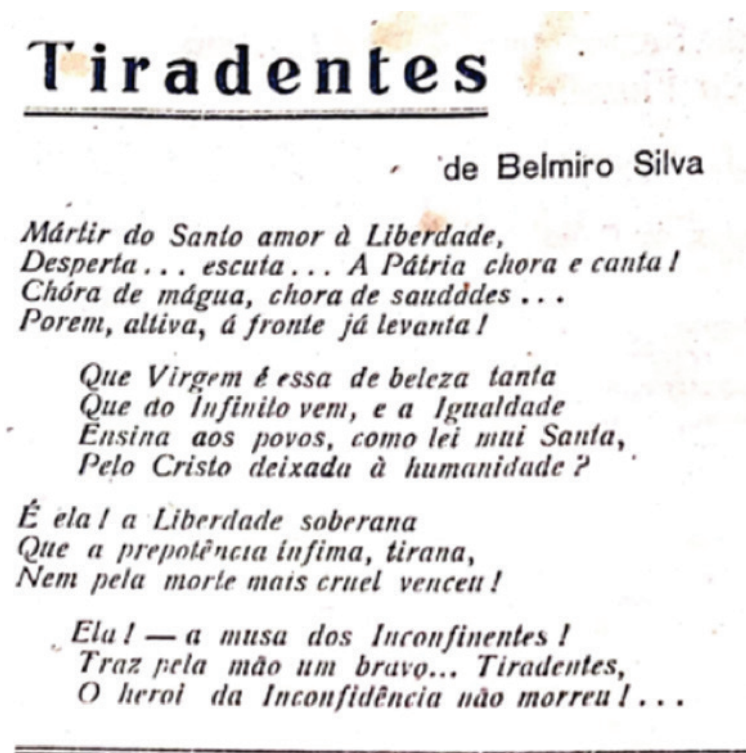 Tiradentes
de Belmiro Silva
Mártir do Santo amor à Liberdade,
Desperta... escuta... A Pátria chora e canta!
Chóra de mágua, chora de saudddes...
Porem, altiva, á fronte já levanta!
Que Virgem é essa de beleza tanta
Que do Infinito vem, e a Igualdade
Ensina aos povos, como lei mui Santa,
Pelo Cristo deixada à humanidade?
É ela! a Liberdade soberana
Que a prepotência ínfima, tirana,
Nem pela morte mais cruel venceu!
Ela! — a musa dos Inconfinentes!
Traz pela mão um bravo... Tiradentes,
O heroi da Inconfidência não morreu!...